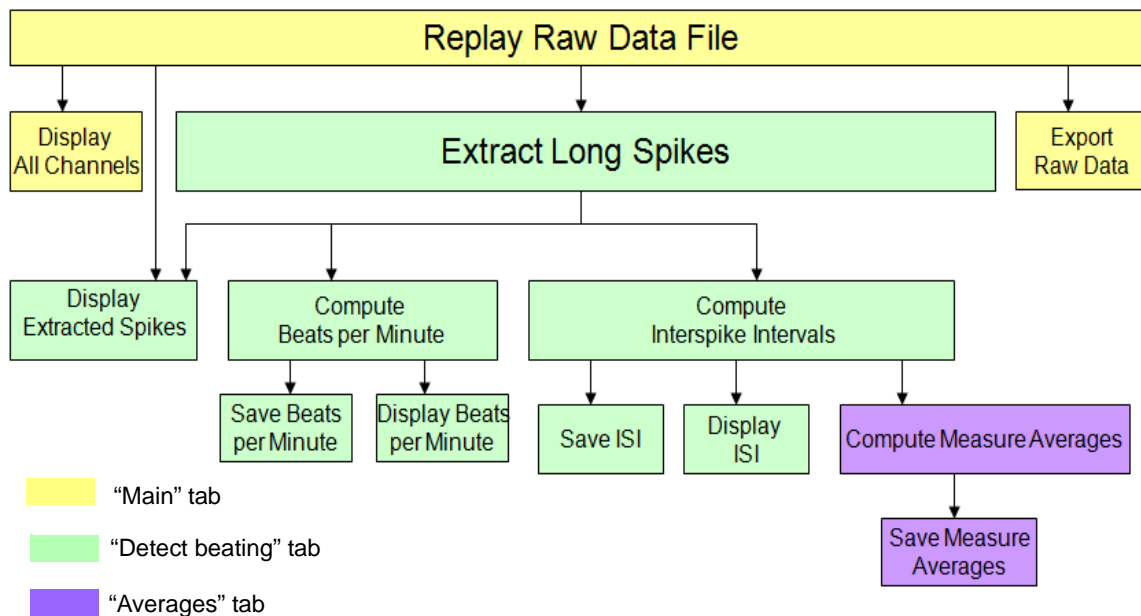 Replay Raw Data File
Display
All Channels
Extract Long Spikes
Export
Raw Data
Display
Extracted Spikes
Compute
Beats per Minute
Compute
Interspike Intervals
Save Beats
per Minute
Display Beats
per Minute
Save ISI
Display
ISI
Compute Measure Averages
Save Measure
Averages
“Main” tab
“Detect beating” tab
“Averages” tab